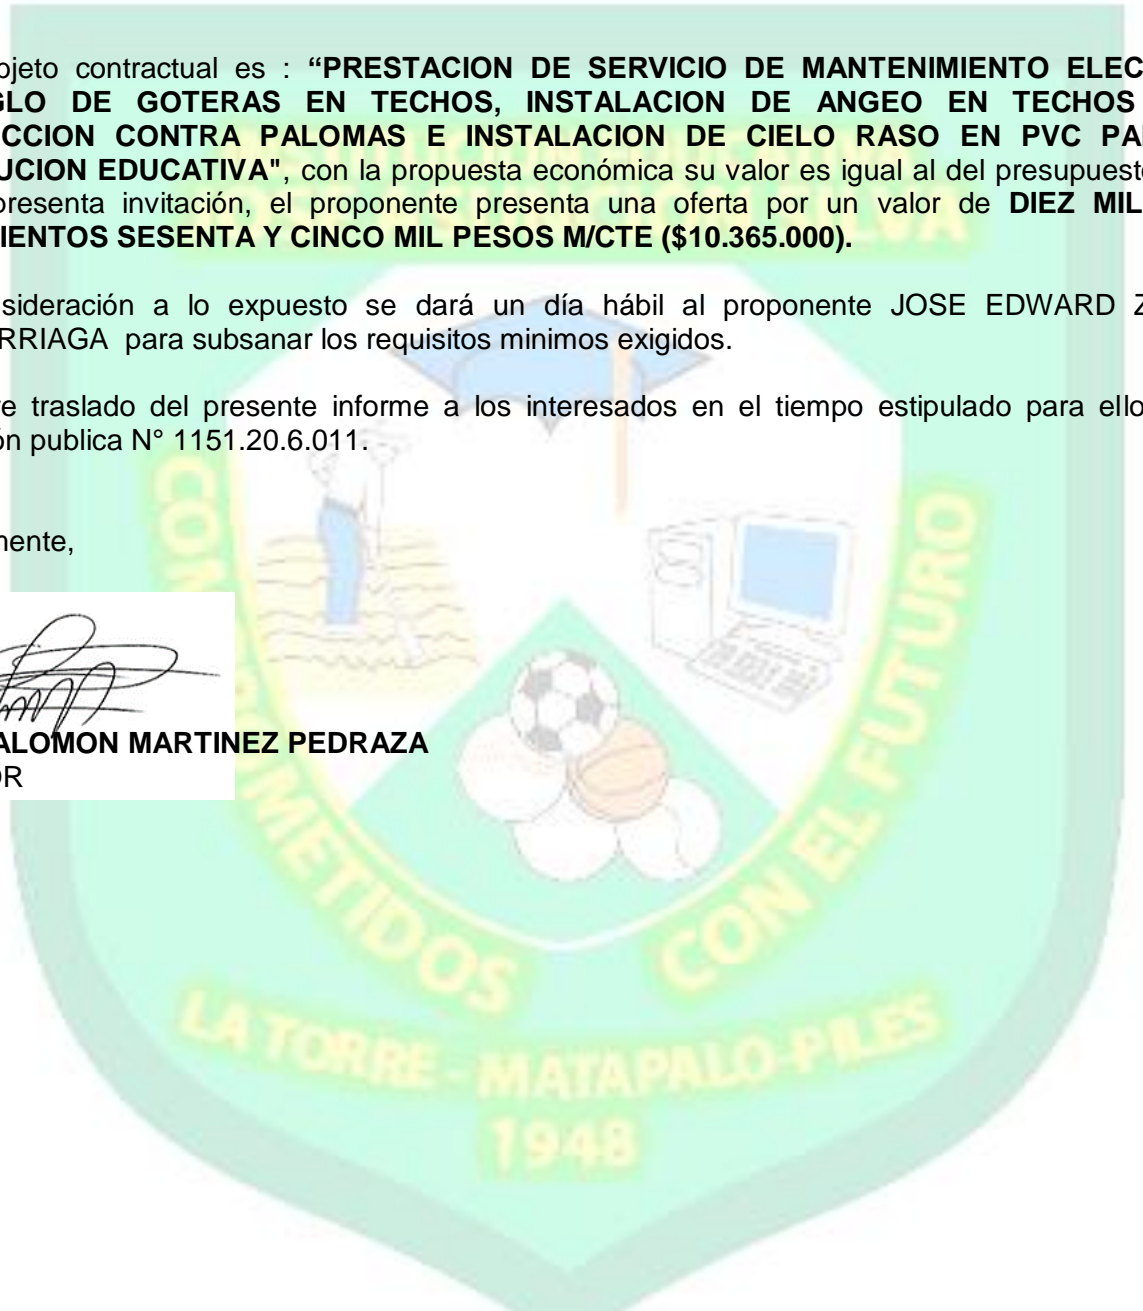 ojeto contractual es : “PRESTACION DE SERVICIO DE MANTENIMIENTO ELEC
GLO DE GOTERAS EN TECHOS, INSTALACION DE ANGEO EN TECHOS
CCION CONTRA PALOMAS E INSTALACION DE CIELO RASO EN PVC PA
UCION EDUCATIVA", con la propuesta económica su valor es igual al del presupuesto
presenta invitación, el proponente presenta una oferta por un valor de DIEZ MIL
IENTOS SESENTA Y CINCO MIL PESOS M/CTE ($10.365.000).
sideración a lo expuesto se dará un día hábil al proponente JOSE EDWARD Z
RRIAGA para subsanar los requisitos minimos exigidos.
e traslado del presente informe a los interesados en el tiempo estipulado para ello
ón publica N° 1151.20.6.011.
mente,
ALOMON MARTINEZ PEDRAZA
OR
COMPROMETIDOS CON EL FUTURO
LA TORRE - MATAPALO-PILES
1948